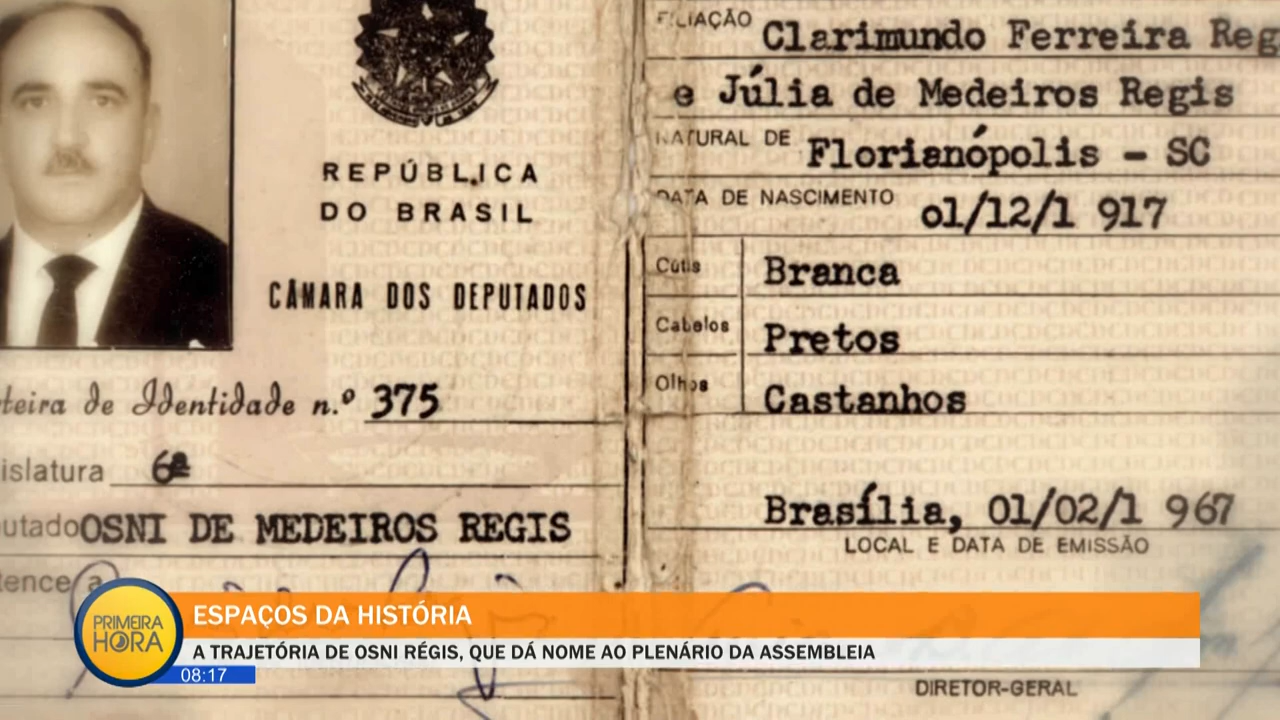 REPÚBLICA
DO BRASIL
CÂMARA DOS DEPUTADOS
teira de Identidade n.º 375
islatura 6ª
putado OSNI DE MEDEIROS REGIS
tence a
FILIAÇÃO Clarimundo Ferreira Reg
e Júlia de Medeiros Regis
NATURAL DE Florianópolis - SC
DATA DE NASCIMENTO 01/12/1 917
Cútis Branca
Cabelos Pretos
Olhos Castanhos
Brasília, 01/02/1 967
LOCAL E DATA DE EMISSÃO
DIRETOR-GERAL
PRIMEIRA
HORA
ESPAÇOS DA HISTÓRIA
A TRAJETÓRIA DE OSNI RÉGIS, QUE DÁ NOME AO PLENÁRIO DA ASSEMBLEIA
08:17